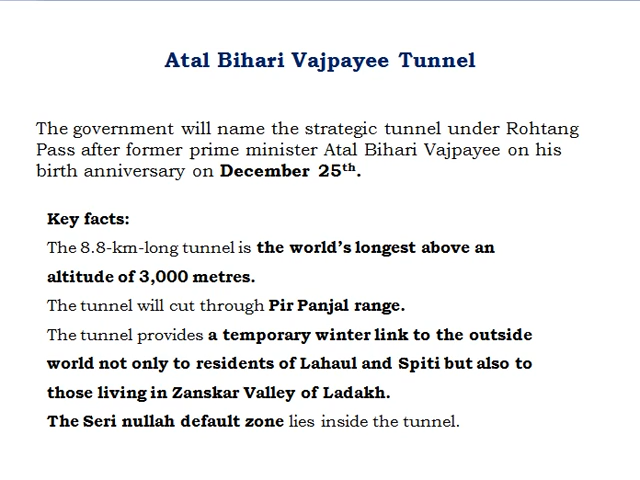 Atal Bihari Vajpayee Tunnel
The government will name the strategic tunnel under Rohtang
Pass after former prime minister Atal Bihari Vajpayee on his
birth anniversary on December 25th.
Key facts:
The 8.8-km-long tunnel is the world's longest above an
altitude of 3,000 metres.
The tunnel will cut through Pir Panjal range.
The tunnel provides a temporary winter link to the outside
world not only to residents of Lahaul and Spiti but also to
those living in Zanskar Valley of Ladakh.
The Seri nullah default zone lies inside the tunnel.